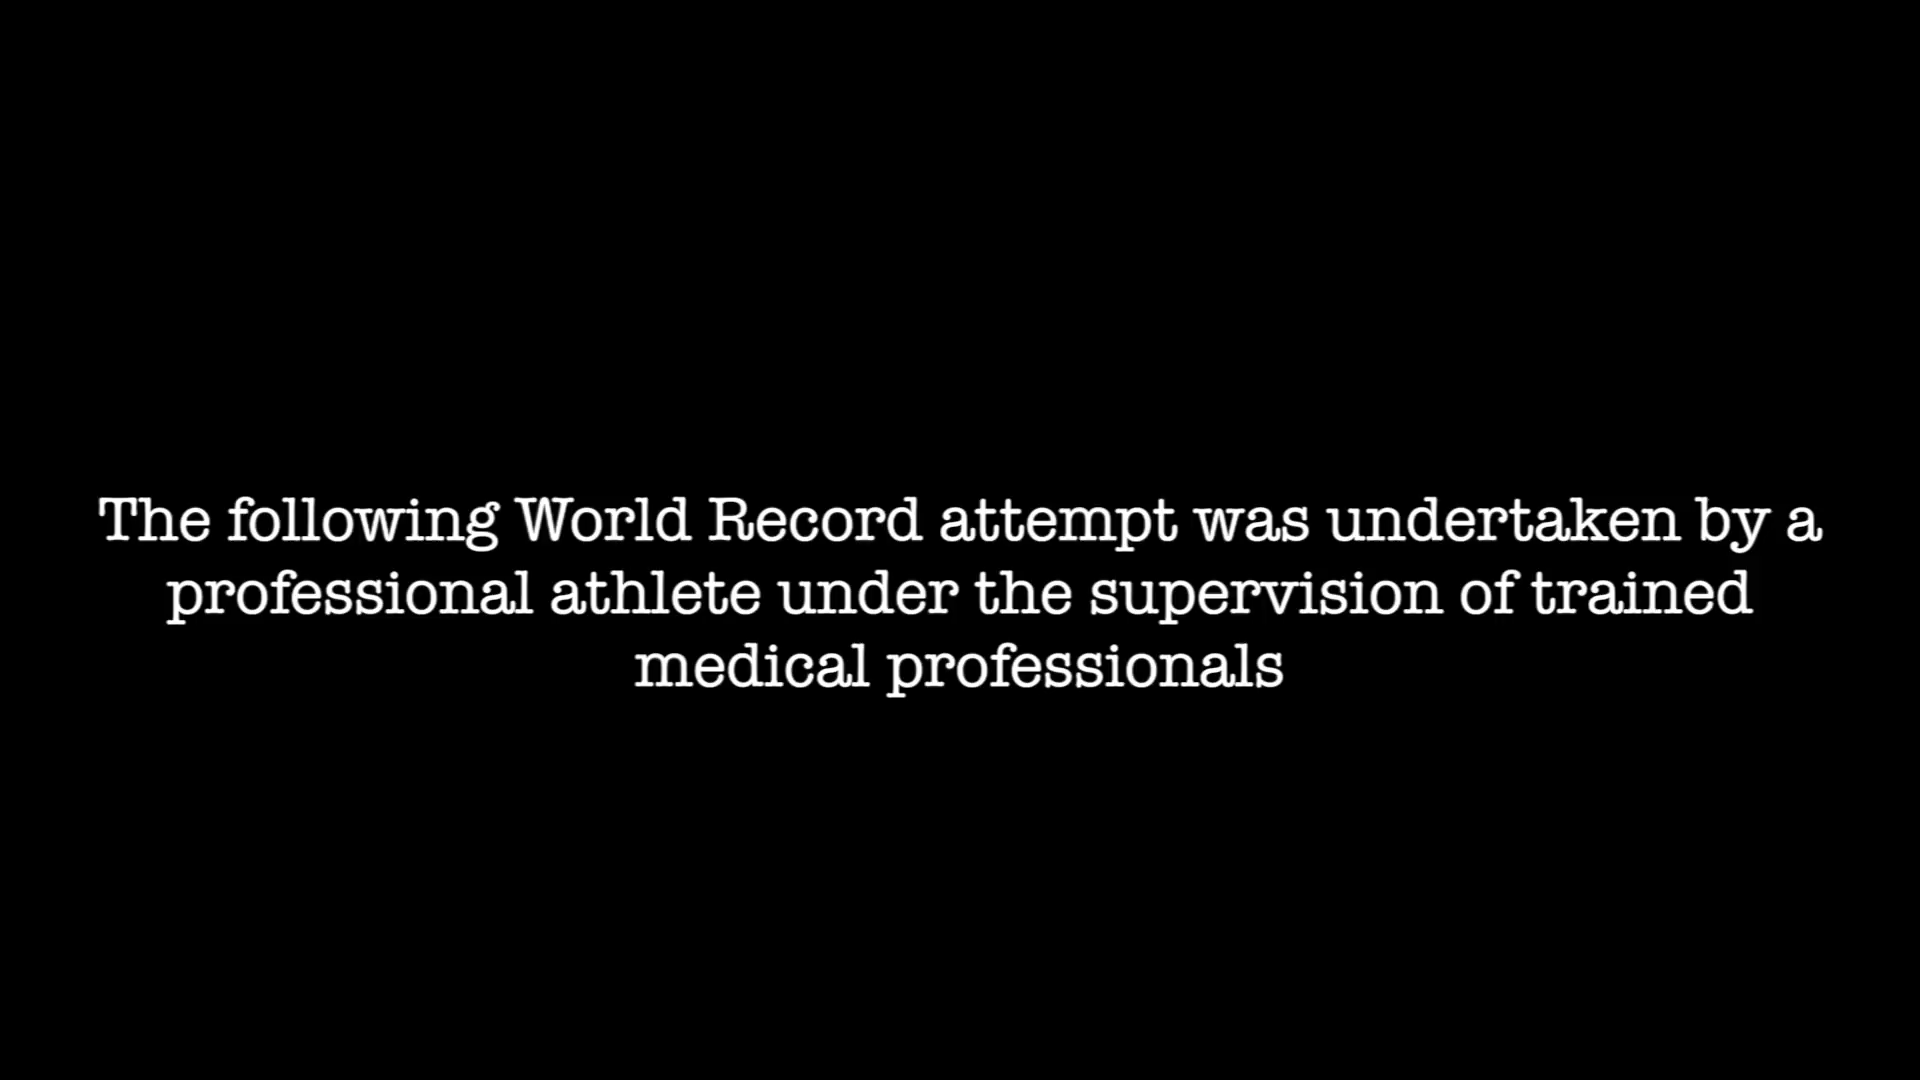 The following World Record attempt was undertaken by a
professional athlete under the supervision of trained
medical professionals